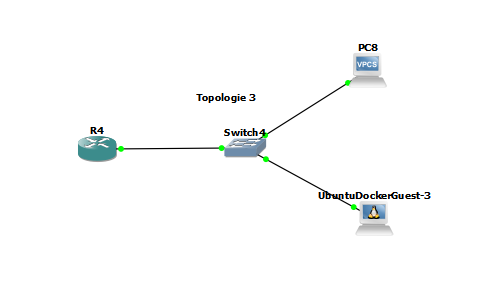 PC8
VPCS
Topologie 3
R4
Switch4
UbuntuDockerGuest-3